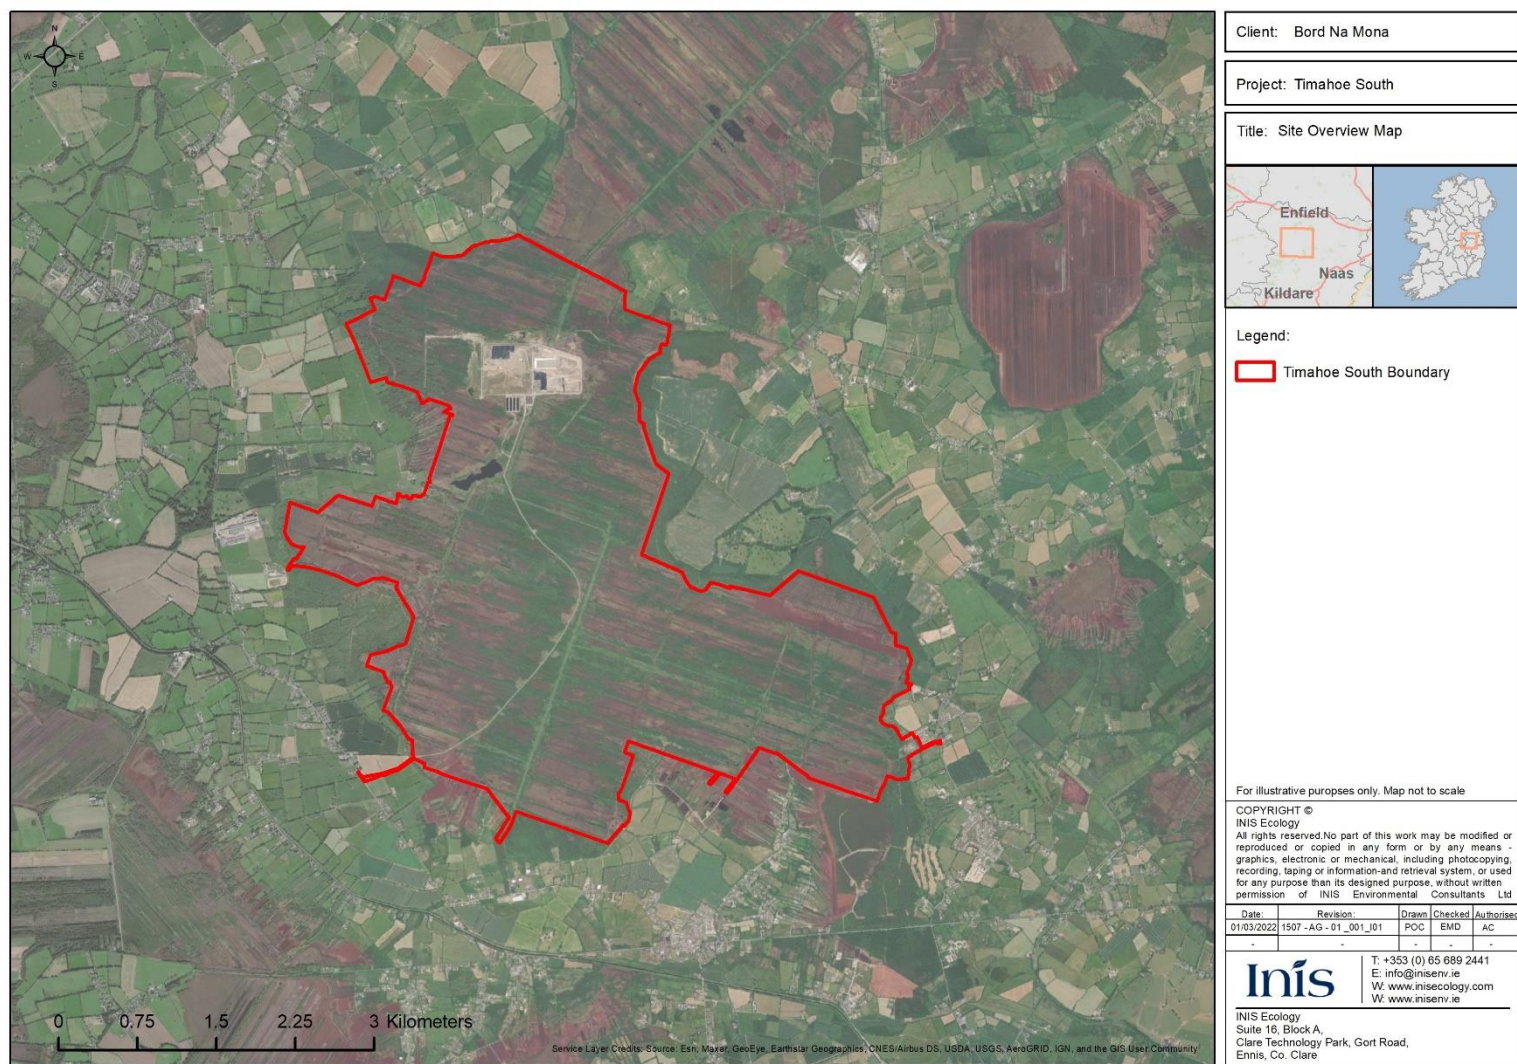 N
W E
S
Client: Bord Na Mona
Project: Timahoe South
Title: Site Overview Map
Enfield
Naas
Kildare
Legend:
Timahoe South Boundary
For illustrative puropses only. Map not to scale
COPYRIGHT ©
INIS Ecology
All rights reserved.No part of this work may be modified or
reproduced or copied in any form or by any means -
graphics, electronic or mechanical, including photocopying,
recording, taping or information-and retrieval system, or used
for any purpose than its designed purpose, without written
permission of INIS Environmental Consultants Ltd
Date: Revision: Drawn Checked Authorised
01/03/2022 1507 - AG - 01 _001_I01 POC EMD AC
- - - - -
Inis
T: +353 (0) 65 689 2441
E: info@inisenv.ie
W: www.inisecology.com
W: www.inisenv.ie
INIS Ecology
Suite 16, Block A,
Clare Technology Park, Gort Road,
Ennis, Co. Clare
0 0.75 1.5 2.25 3 Kilometers
Service Layer Credits: Source: Esri, Maxar, GeoEye, Earthstar Geographics, CNES/Airbus DS, USDA, USGS, AeroGRID, IGN, and the GIS User Community